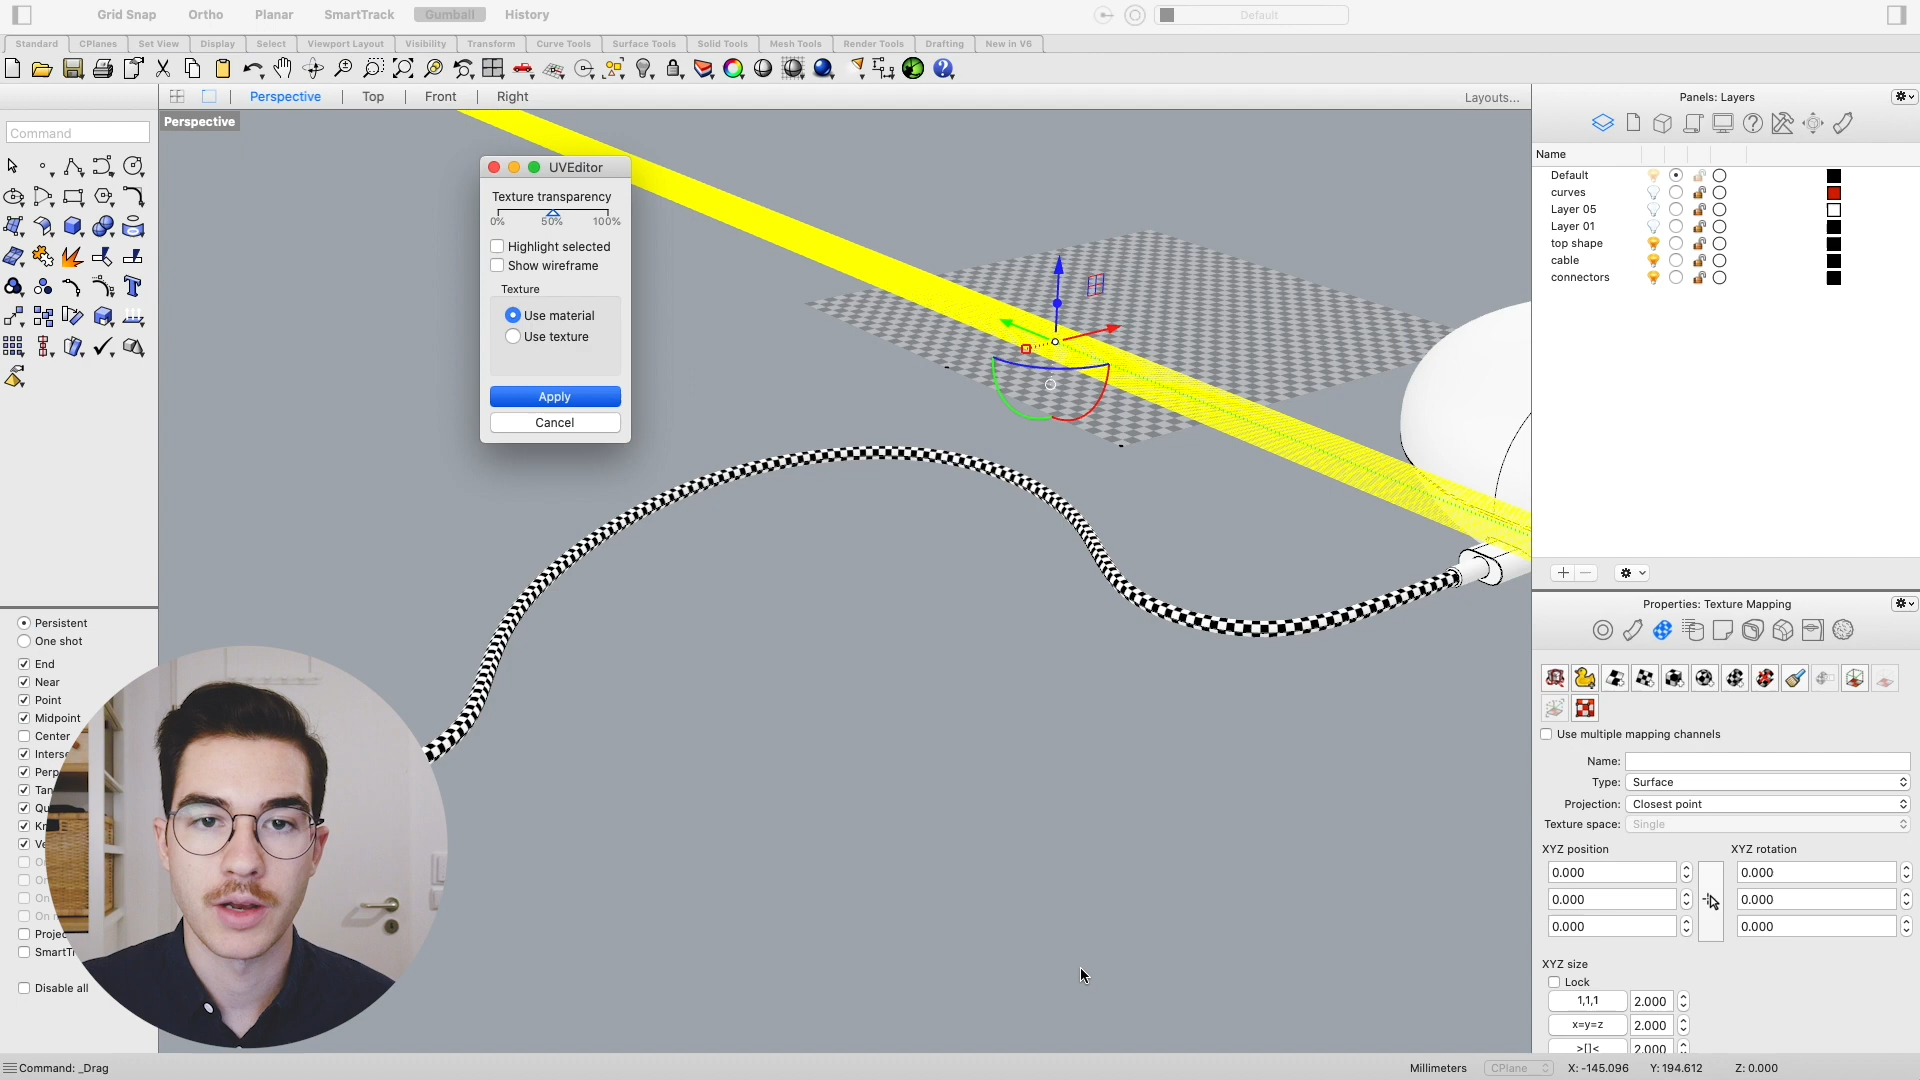 Grid Snap Ortho Planar SmartTrack Gumball History Default
Standard CPlanes Set View Display Select Viewport Layout Visibility Transform Curve Tools Surface Tools Solid Tools Mesh Tools Render Tools Drafting New in V6
Perspective Top Front Right Layouts...
Panels: Layers
Perspective
Command
Name
Default
curves
Layer 05
Layer 01
top shape
cable
connectors
UVEditor
Texture transparency
0% 50% 100%
Highlight selected
Show wireframe
Texture
Use material
Use texture
Apply
Cancel
Persistent
One shot
End
Near
Point
Midpoint
Center
Disable all
Properties: Texture Mapping
Use multiple mapping channels
Name:
Type: Surface
Projection: Closest point
Texture space: Single
XYZ position XYZ rotation
0.000 0.000
0.000 0.000
0.000 0.000
XYZ size
Lock
1,1,1 2.000
x=y=z 2.000
>[]< 2.000
Command: _Drag
Millimeters CPlane X: -145.096 Y: 194.612 Z: 0.000